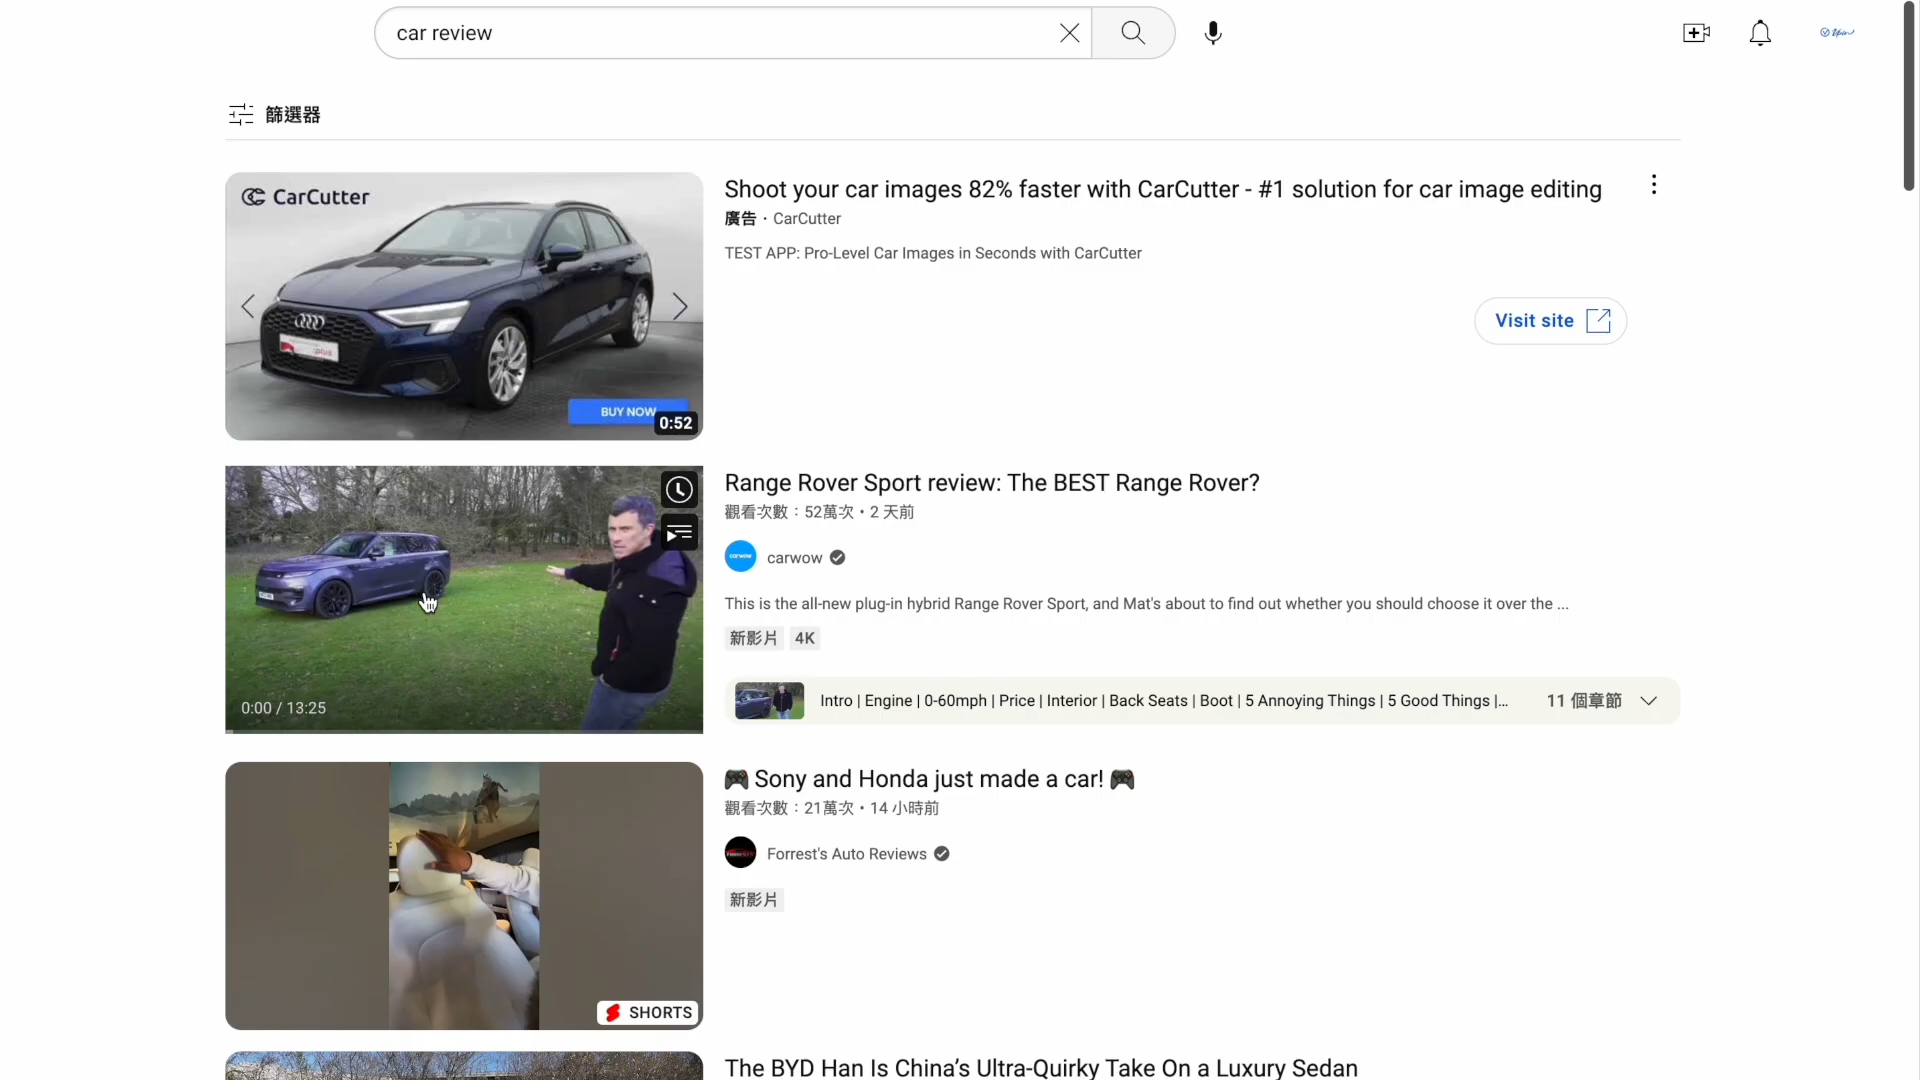 car review
篩選器
CarCutter
BUY NOW
0:52
Shoot your car images 82% faster with CarCutter - #1 solution for car image editing
廣告 · CarCutter
TEST APP: Pro-Level Car Images in Seconds with CarCutter
Visit site
0:00 / 13:25
Range Rover Sport review: The BEST Range Rover?
觀看次數：52萬次 • 2 天前
carwow
This is the all-new plug-in hybrid Range Rover Sport, and Mat's about to find out whether you should choose it over the ...
新影片 4K
Intro | Engine | 0-60mph | Price | Interior | Back Seats | Boot | 5 Annoying Things | 5 Good Things |... 11 個章節
SHORTS
🎮 Sony and Honda just made a car! 🎮
觀看次數：21萬次 • 14 小時前
Forrest's Auto Reviews
新影片
The BYD Han Is China’s Ultra-Quirky Take On a Luxury Sedan